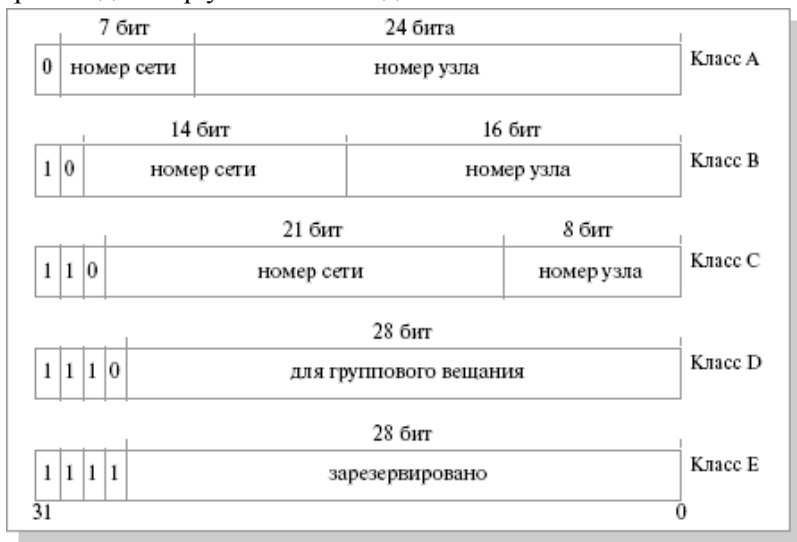 7 бит 24 бита
0 номер сети номер узла Класс A
14 бит 16 бит
1 0 номер сети номер узла Класс B
21 бит 8 бит
1 1 0 номер сети номер узла Класс C
28 бит
1 1 1 0 для группового вещания Класс D
28 бит
1 1 1 1 зарезервировано Класс E
31 0